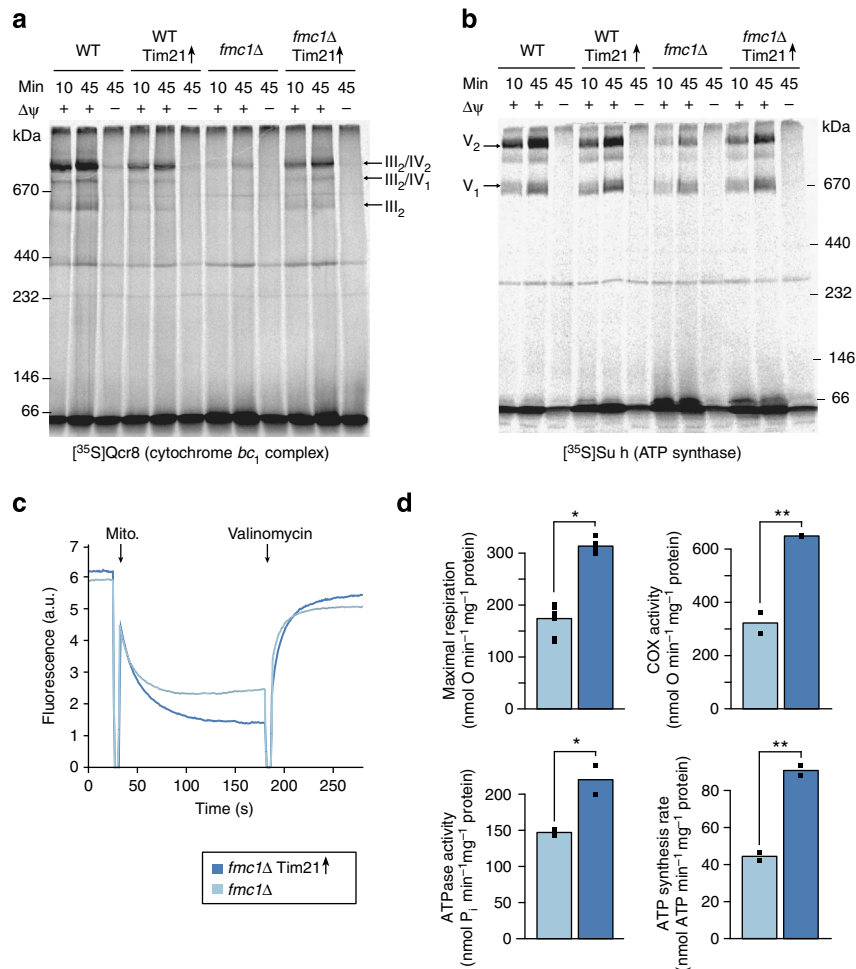 a
WT
WT
Tim21↑
fmc1Δ
fmc1Δ
Tim21↑
Min
10 45 45 10 45 45 10 45 45 10 45 45
Δψ
+ + − + + − + + − + + −
kDa
670
440
232
146
66
III2/IV2
III2/IV1
III2
[35S]Qcr8 (cytochrome bc1 complex)
b
WT
WT
Tim21↑
fmc1Δ
fmc1Δ
Tim21↑
Min
10 45 45 10 45 45 10 45 45 10 45 45
Δψ
+ + − + + − + + − + + −
kDa
V2
V1
670
440
232
146
66
[35S]Su h (ATP synthase)
c
Mito.
Valinomycin
Fluorescence (a.u.)
7
6
5
4
3
2
1
0
0 50 100 150 200 250
Time (s)
fmc1Δ Tim21↑
fmc1Δ
d
Maximal respiration
(nmol O min−1 mg−1 protein)
300
200
100
0
*
COX activity
(nmol O min−1 mg−1 protein)
600
300
0
**
ATPase activity
(nmol Pi min−1mg−1 protein)
200
150
100
50
0
*
ATP synthesis rate
(nmol ATP min−1 mg−1 protein)
80
60
40
20
0
**